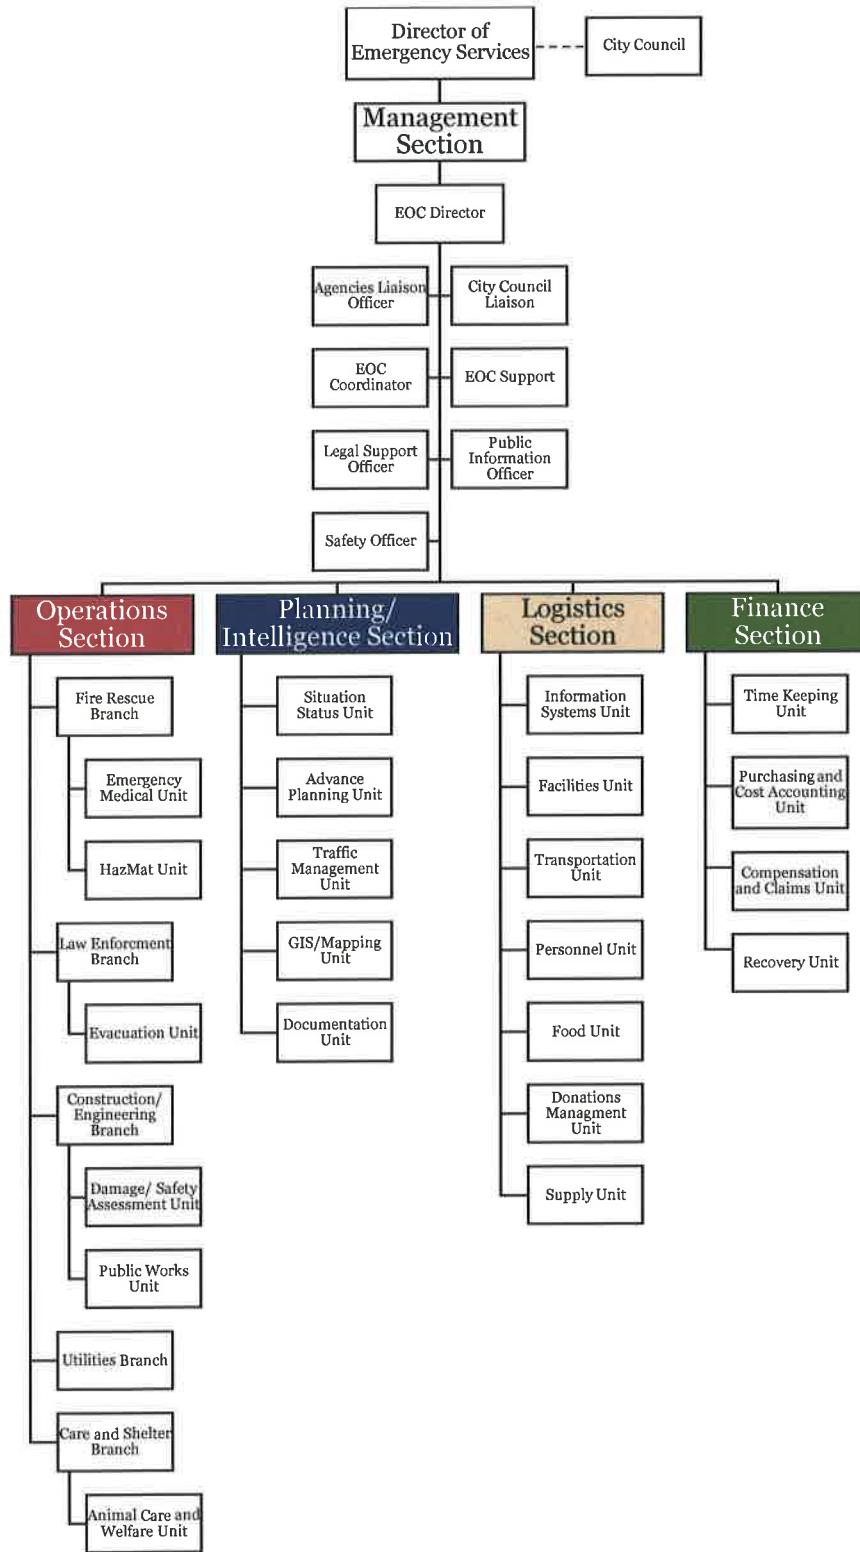 Director of
Emergency Services
City Council
Management
Section
EOC Director
Agencies Liaison
Officer
City Council
Liaison
EOC
Coordinator
EOC Support
Legal Support
Officer
Public
Information
Officer
Safety Officer
Operations
Section
Fire Rescue
Branch
Emergency
Medical Unit
HazMat Unit
Law Enforcment
Branch
Evacuation Unit
Construction/
Engineering
Branch
Damage/ Safety
Assessment Unit
Public Works
Unit
Utilities Branch
Care and Shelter
Branch
Animal Care and
Welfare Unit
Planning/
Intelligence Section
Situation
Status Unit
Advance
Planning Unit
Traffic
Management
Unit
GIS/Mapping
Unit
Documentation
Unit
Logistics
Section
Information
Systems Unit
Facilities Unit
Transportation
Unit
Personnel Unit
Food Unit
Donations
Managment
Unit
Supply Unit
Finance
Section
Time Keeping
Unit
Purchasing and
Cost Accounting
Unit
Compensation
and Claims Unit
Recovery Unit